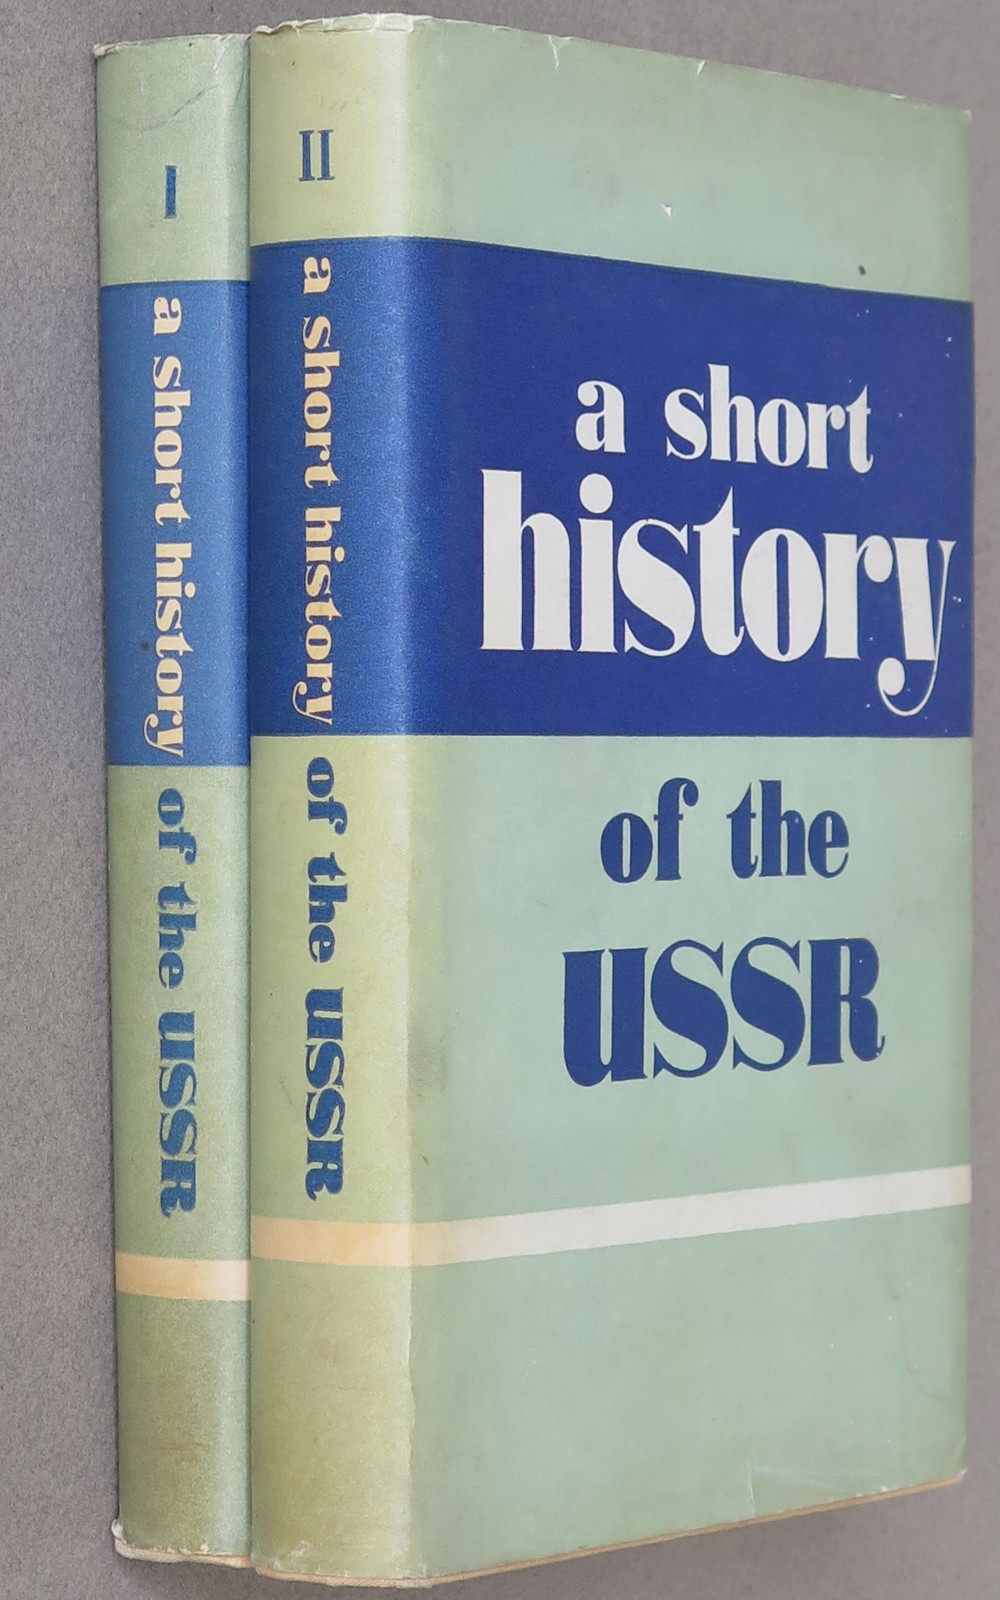 I
a short history of the USSR
II
a short history of the USSR
a short
history
of the
USSR